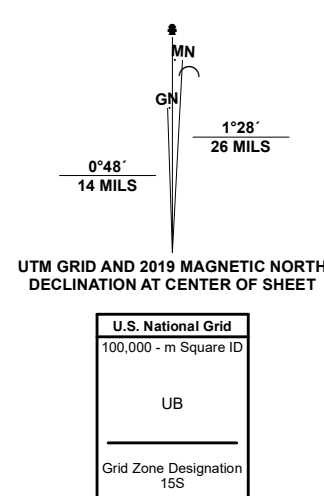 MN
GN
1°28´
26 MILS
0°48´
14 MILS
UTM GRID AND 2019 MAGNETIC NORTH
DECLINATION AT CENTER OF SHEET
U.S. National Grid
100,000 - m Square ID
UB
Grid Zone Designation
15S